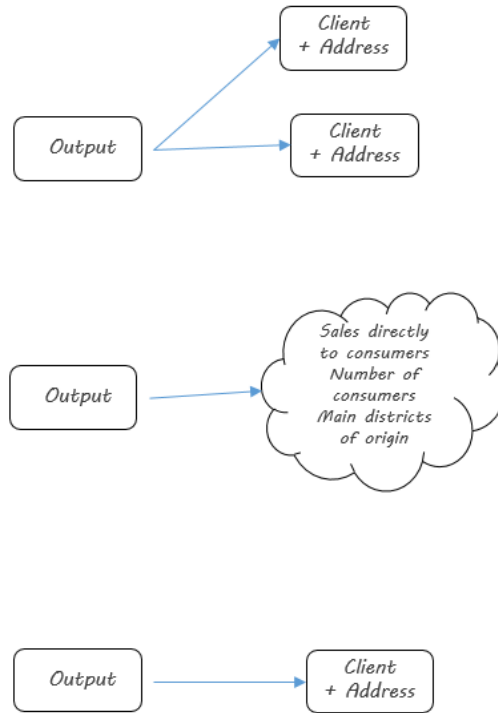 Client
+ Address
Output
Client
+ Address
Sales directly
to consumers
Number of
consumers
Main districts
of origin
Output
Output
Client
+ Address